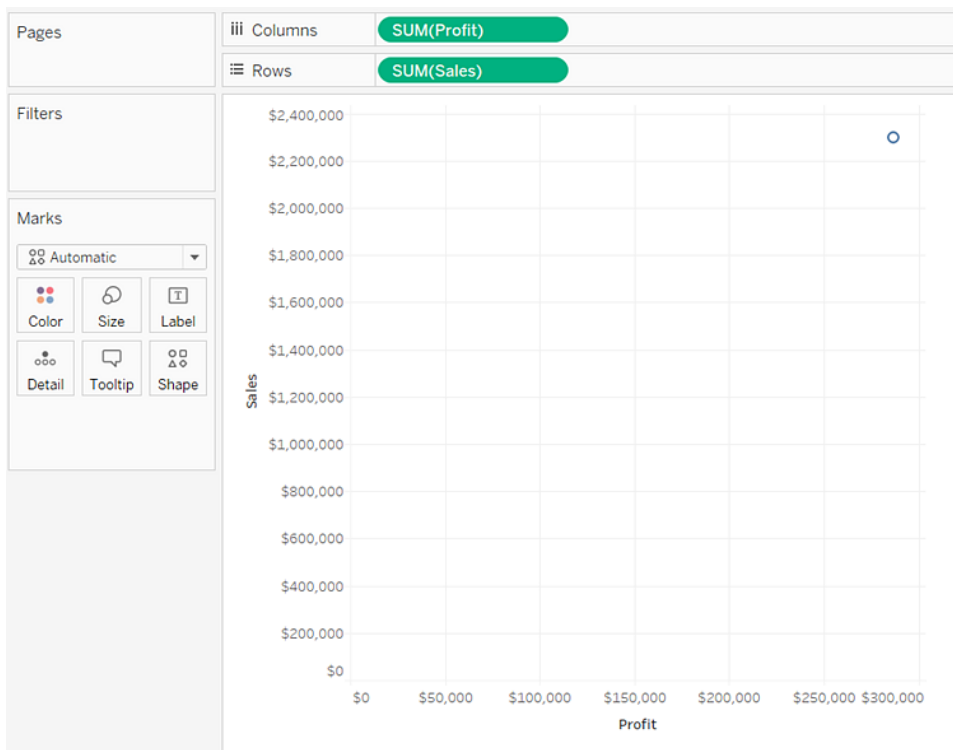 Pages
Columns SUM(Profit)
Rows SUM(Sales)
Filters
Marks
Automatic
Color Size Label
Detail Tooltip Shape
$2,400,000
$2,200,000
$2,000,000
$1,800,000
$1,600,000
$1,400,000
$1,200,000
$1,000,000
$800,000
$600,000
$400,000
$200,000
$0
Sales
$0 $50,000 $100,000 $150,000 $200,000 $250,000 $300,000
Profit